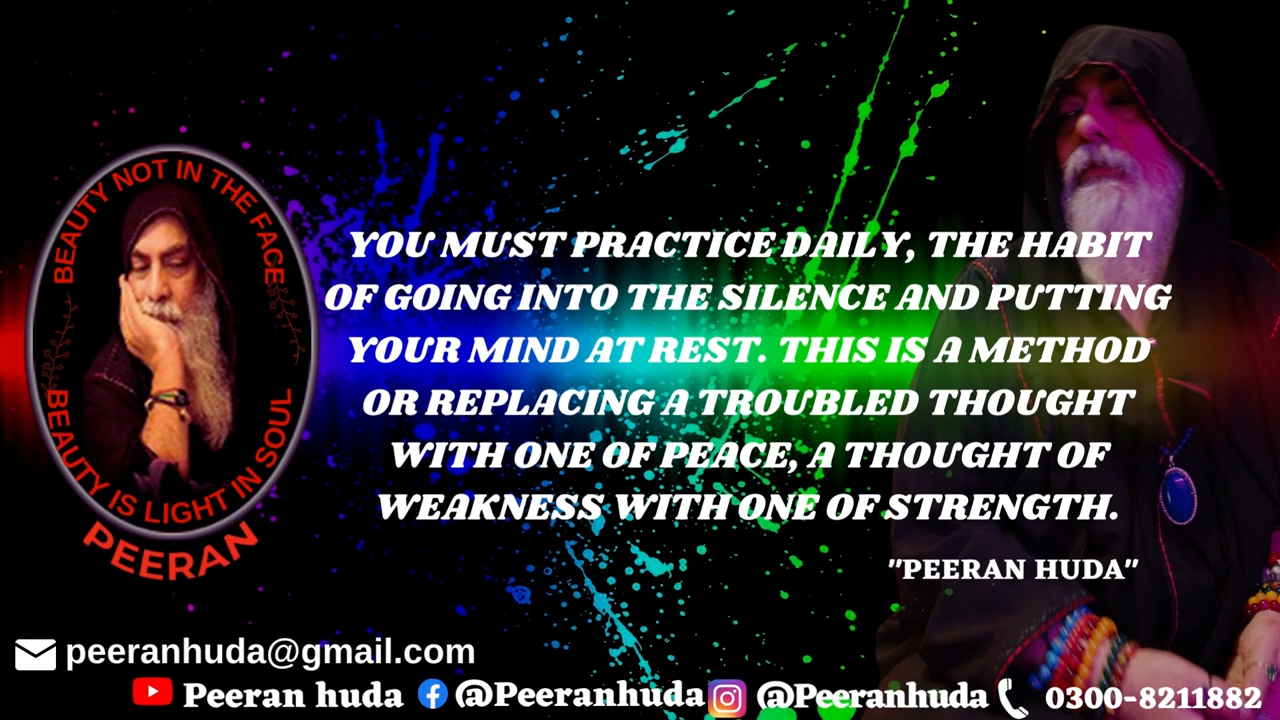 BEAUTY NOT IN THE FACE
BEAUTY IS LIGHT IN SOUL
PEERAN
YOU MUST PRACTICE DAILY, THE HABIT
OF GOING INTO THE SILENCE AND PUTTING
YOUR MIND AT REST. THIS IS A METHOD
OR REPLACING A TROUBLED THOUGHT
WITH ONE OF PEACE, A THOUGHT OF
WEAKNESS WITH ONE OF STRENGTH.
"PEERAN HUDA"
peeranhuda@gmail.com
Peeran huda @Peeranhuda @Peeranhuda 0300-8211882